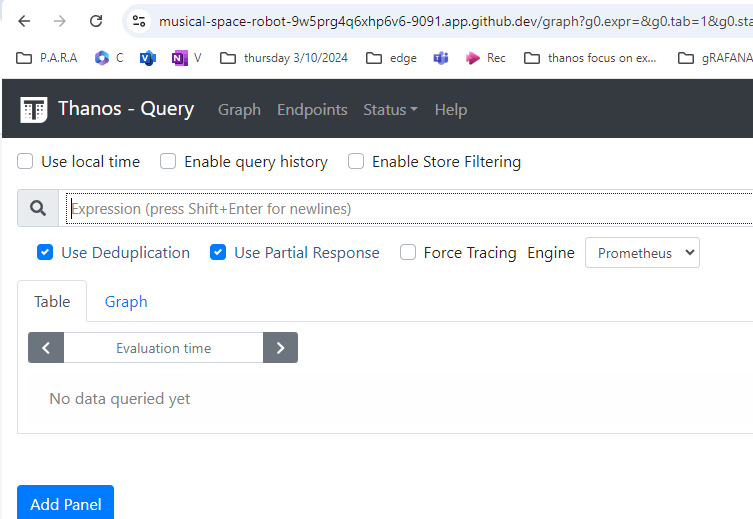 musical-space-robot-9w5prg4q6xhp6v6-9091.app.github.dev/graph?g0.expr=&g0.tab=1&g0.sta
P.A.R.A C V thursday 3/10/2024 edge Rec thanos focus on ex... gRAFANA
Thanos - Query Graph Endpoints Status Help
Use local time Enable query history Enable Store Filtering
Expression (press Shift+Enter for newlines)
Use Deduplication Use Partial Response Force Tracing Engine Prometheus
Table Graph
Evaluation time
No data queried yet
Add Panel